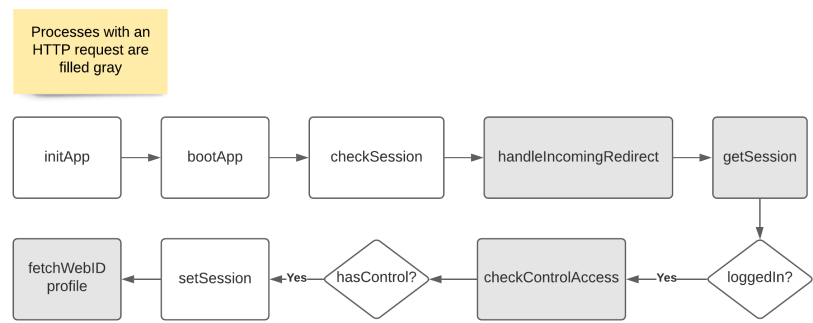 Processes with an
HTTP request are
filled gray
initApp
bootApp
checkSession
handleIncomingRedirect
getSession
fetchWebID
profile
setSession
Yes
hasControl?
checkControlAccess
Yes
loggedIn?